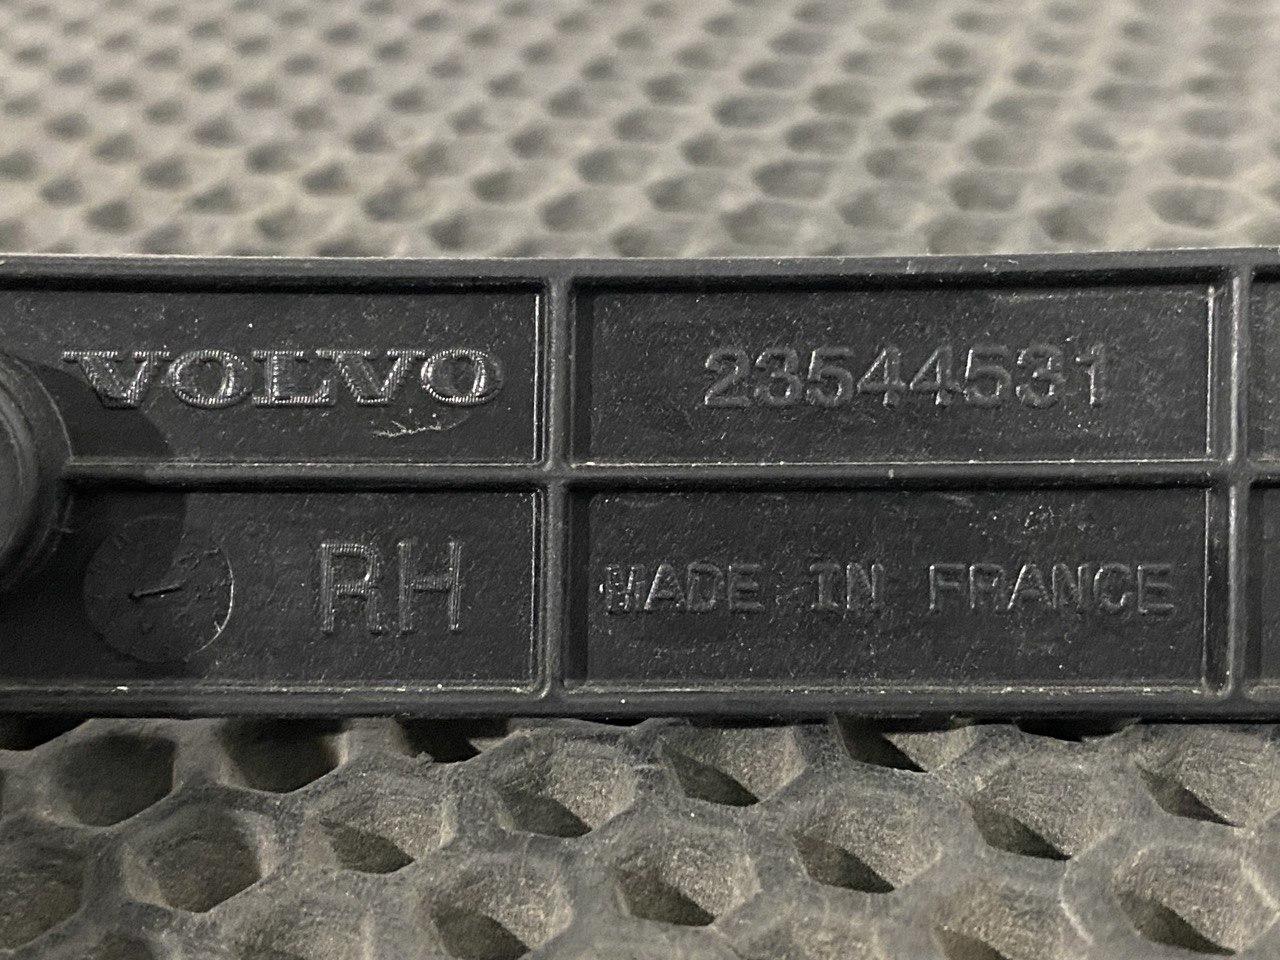 VOLVO
23544531
RH
MADE IN FRANCE